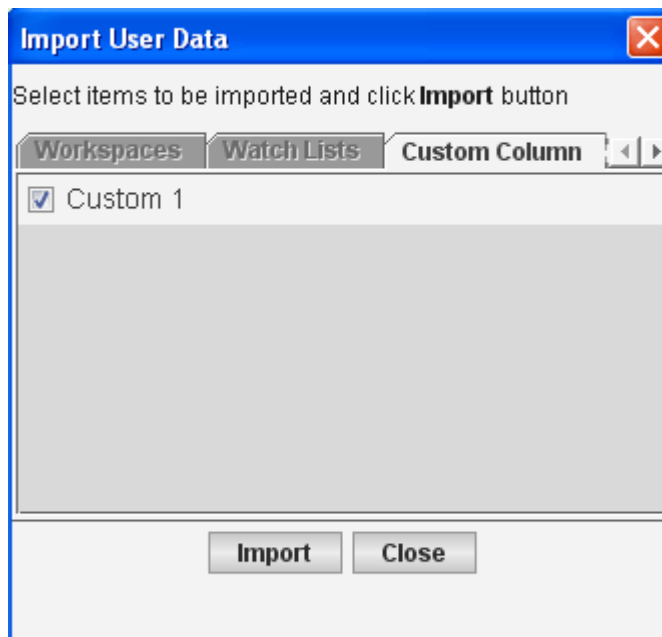 Import User Data
Select items to be imported and click Import button
Workspaces Watch Lists Custom Column
Custom 1
Import Close